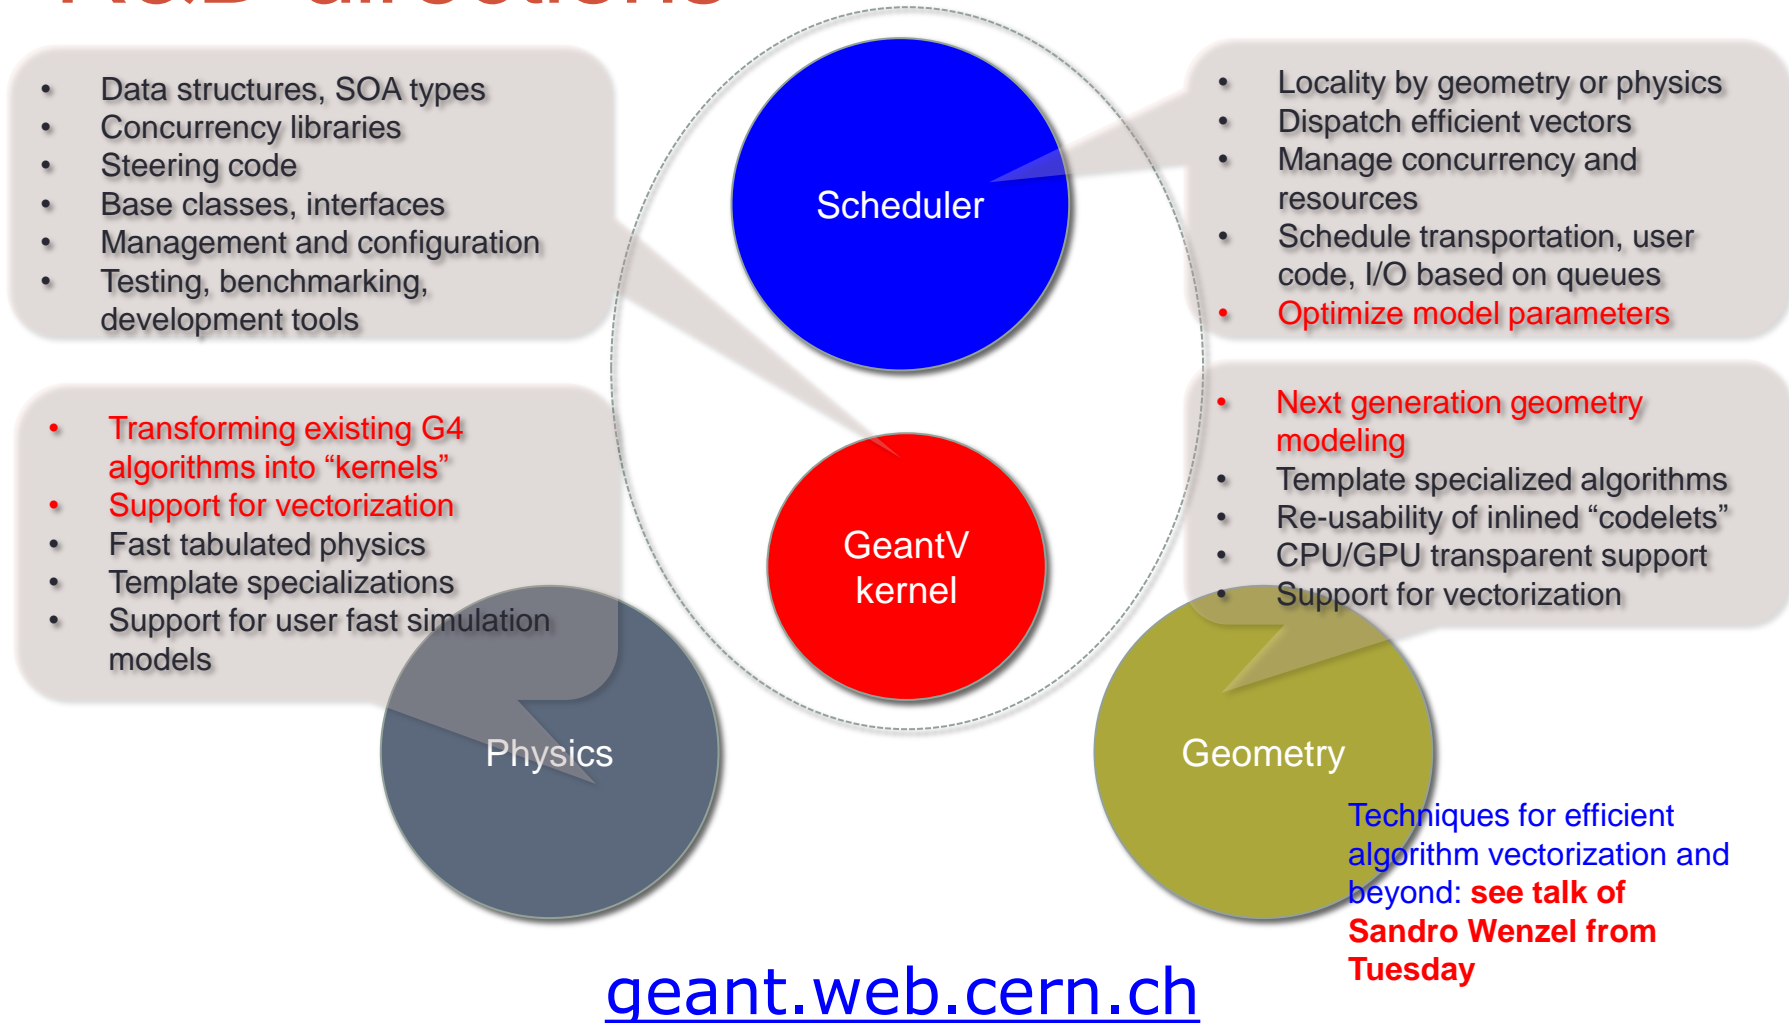 R&D directions
• Data structures, SOA types
• Concurrency libraries
• Steering code
• Base classes, interfaces
• Management and configuration
• Testing, benchmarking,
development tools
Scheduler
• Locality by geometry or physics
• Dispatch efficient vectors
• Manage concurrency and
resources
• Schedule transportation, user
code, I/O based on queues
• Optimize model parameters
• Transforming existing G4
algorithms into “kernels”
• Support for vectorization
• Fast tabulated physics
• Template specializations
• Support for user fast simulation
models
GeantV
kernel
• Next generation geometry
modeling
• Template specialized algorithms
• Re-usability of inlined “codelets”
• CPU/GPU transparent support
• Support for vectorization
Physics
Geometry
Techniques for efficient
algorithm vectorization and
beyond: see talk of
Sandro Wenzel from
Tuesday
geant.web.cern.ch